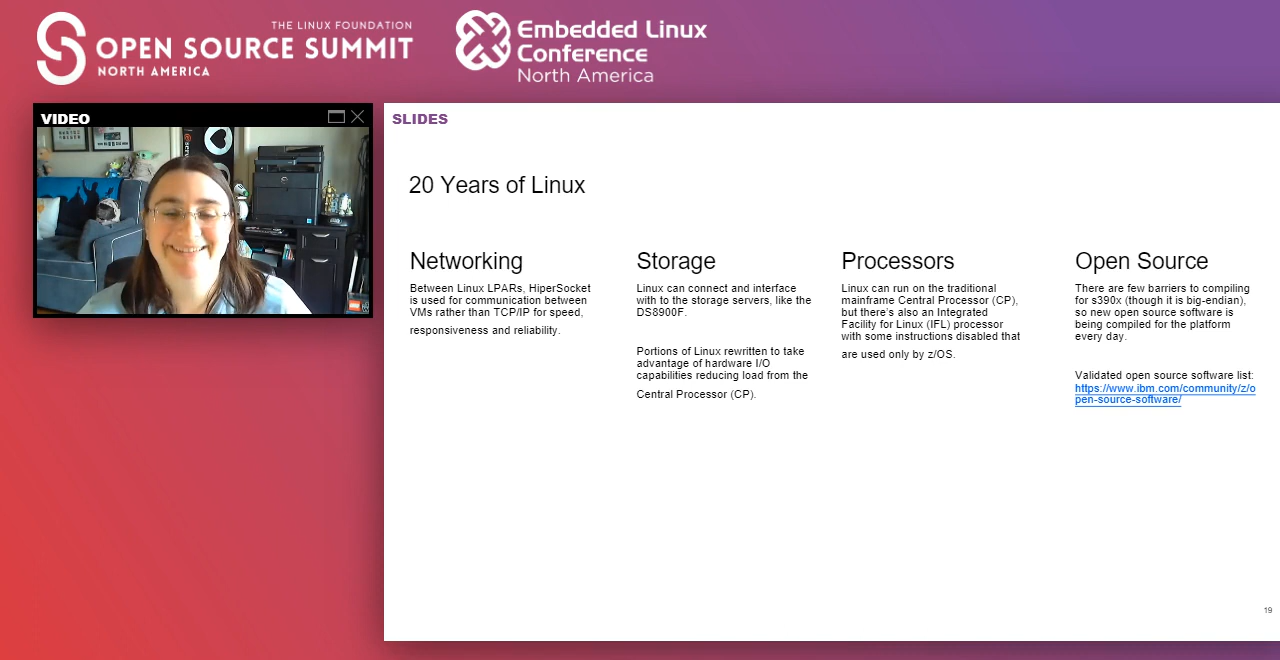 THE LINUX FOUNDATION
OPEN SOURCE SUMMIT
NORTH AMERICA
Embedded Linux
Conference
North America
VIDEO
SLIDES
20 Years of Linux
Networking
Between Linux LPARs, HiperSocket
is used for communication between
VMs rather than TCP/IP for speed,
responsiveness and reliability.
Storage
Linux can connect and interface
with to the storage servers, like the
DS8900F.
Portions of Linux rewritten to take
advantage of hardware I/O
capabilities reducing load from the
Central Processor (CP).
Processors
Linux can run on the traditional
mainframe Central Processor (CP),
but there's also an Integrated
Facility for Linux (IFL) processor
with some instructions disabled that
are used only by z/OS.
Open Source
There are few barriers to compiling
for s390x (though it is big-endian),
so new open source software is
being compiled for the platform
every day.
Validated open source software list:
https://www.ibm.com/community/z/o
pen-source-software/
19